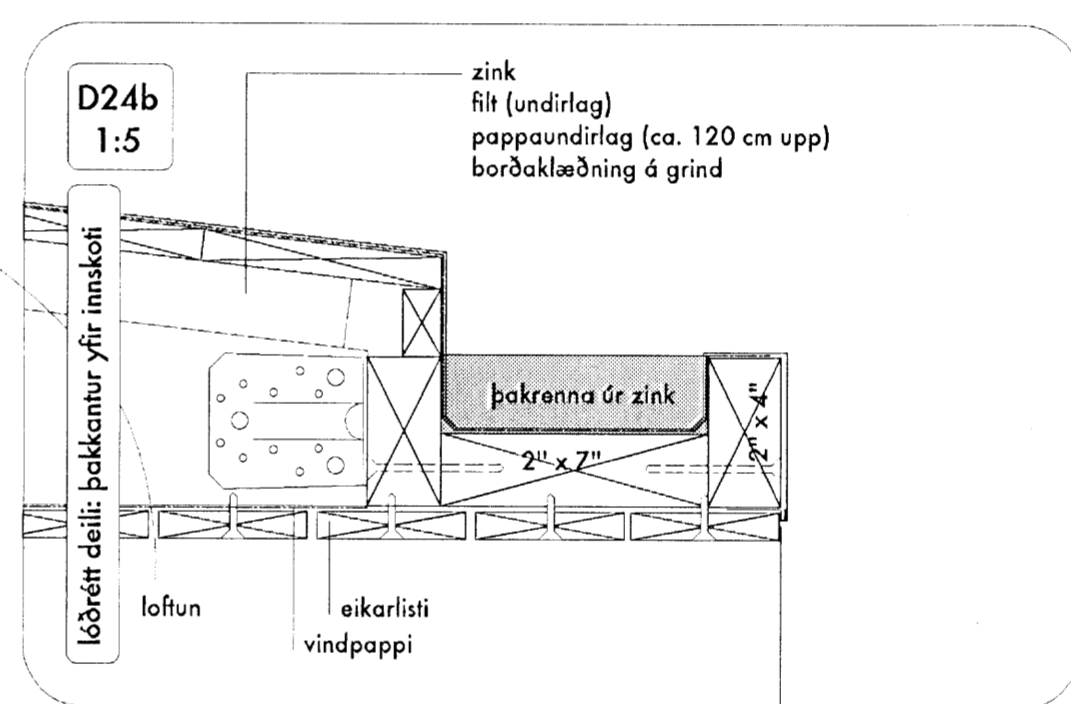 D24b
1:5
zink
filt (undirlag)
pappaundirlag (ca. 120 cm upp)
borðaklæðning á grind
lóðrétt deili: þakkantur yfir innskoti
þakrenna úr zink
2" x 4"
2" x 7"
loftun
eikarlisti
vindpappi